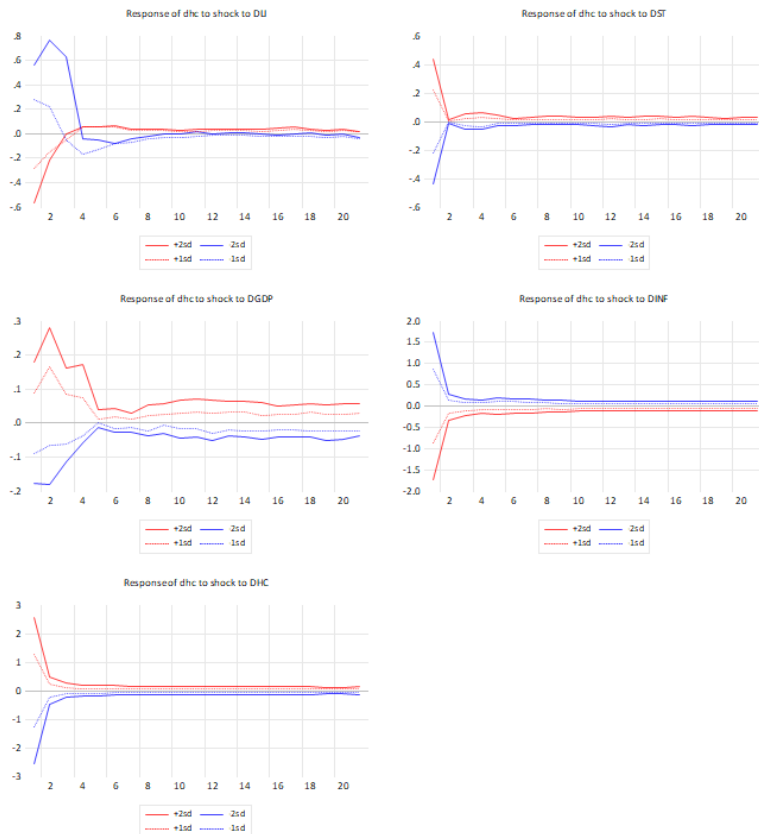 Response of dhc to shock to DLI
.8
.6
.4
.2
.0
-.2
-.4
-.6
2 4 6 8 10 12 14 16 18 20
+2sd -2sd
+1sd -1sd
Response of dhc to shock to DST
.6
.4
.2
.0
-.2
-.4
-.6
2 4 6 8 10 12 14 16 18 20
+2sd -2sd
+1sd -1sd
Response of dhc to shock to DGDP
.3
.2
.1
.0
-.1
-.2
2 4 6 8 10 12 14 16 18 20
+2sd -2sd
+1sd -1sd
Response of dhc to shock to DINF
2.0
1.5
1.0
0.5
0.0
-0.5
-1.0
-1.5
-2.0
2 4 6 8 10 12 14 16 18 20
+2sd -2sd
+1sd -1sd
Response of dhc to shock to DHC
3
2
1
0
-1
-2
-3
2 4 6 8 10 12 14 16 18 20
+2sd -2sd
+1sd -1sd